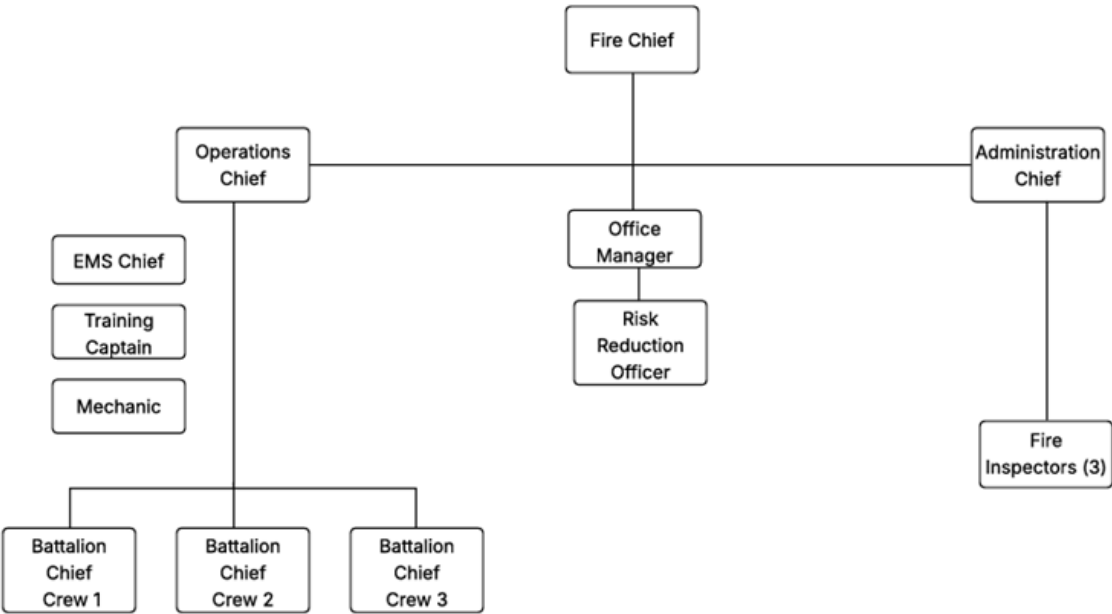 Fire Chief
Operations
Chief
Administration
Chief
Office
Manager
EMS Chief
Risk
Reduction
Officer
Training
Captain
Mechanic
Fire
Inspectors (3)
Battalion
Chief
Crew 1
Battalion
Chief
Crew 2
Battalion
Chief
Crew 3